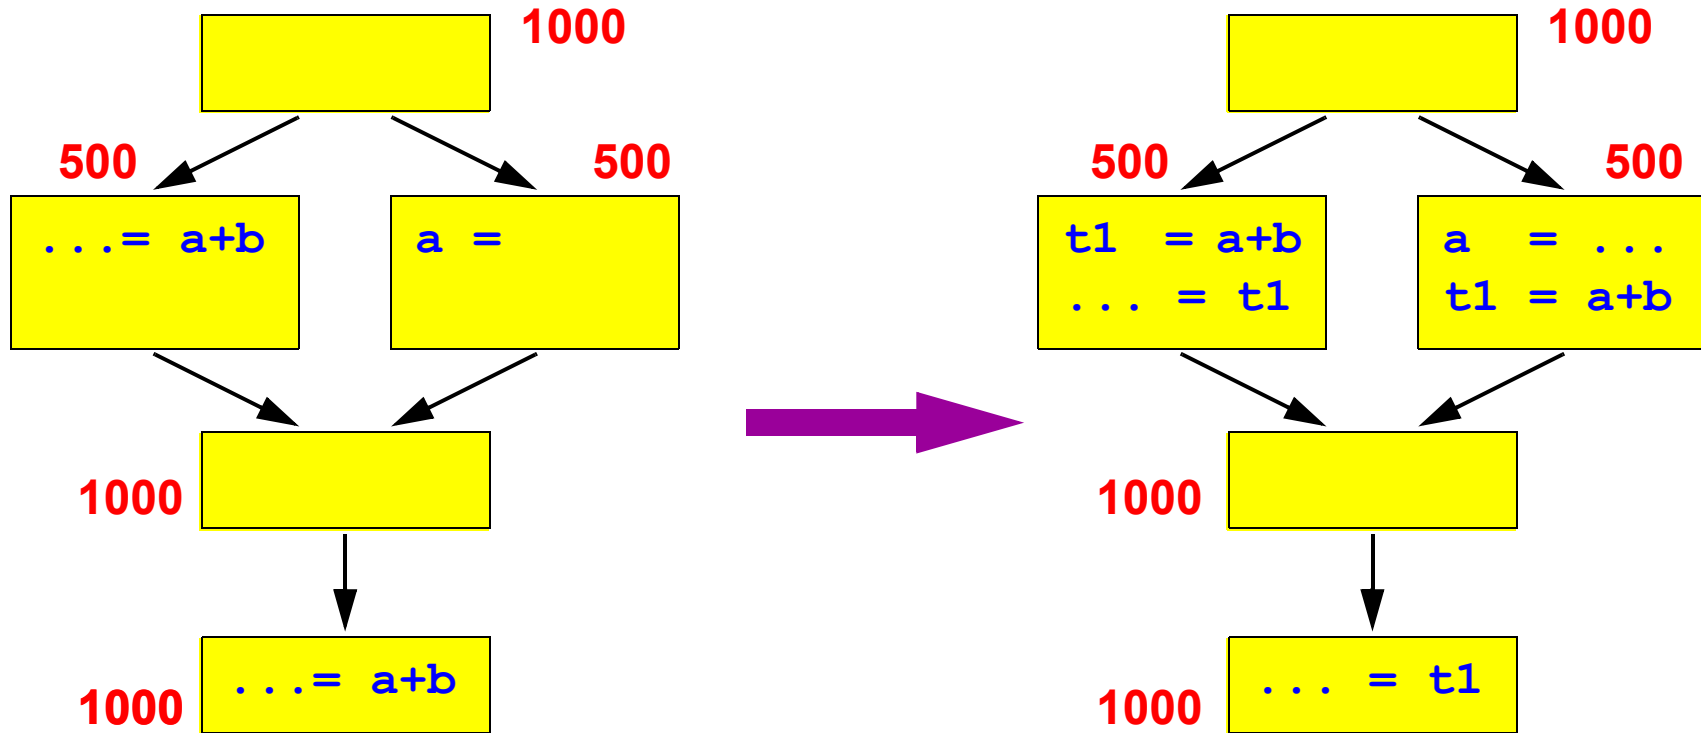 1000
500
500
...= a+b
a =
1000
1000
...= a+b
1000
500
500
t1 = a+b
... = t1
a = ...
t1 = a+b
1000
1000
... = t1